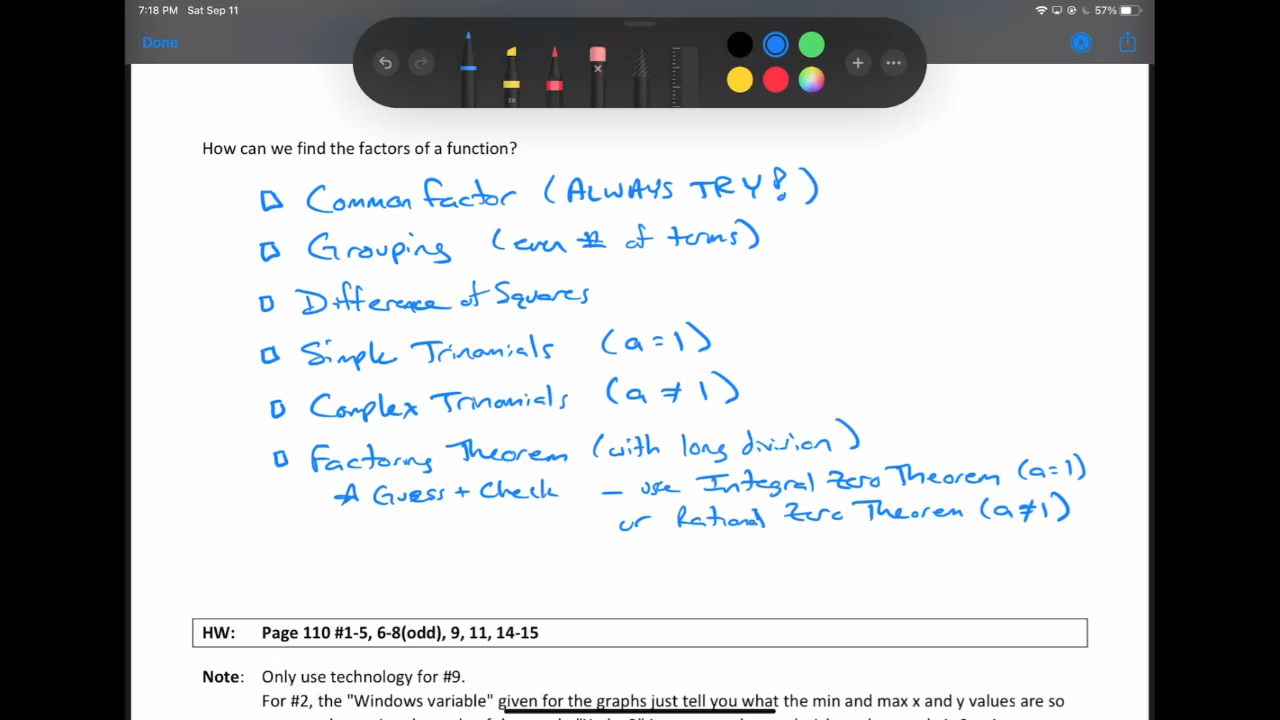 7:18 PM Sat Sep 11
57%
Done
38
How can we find the factors of a function?
Common factor (ALWAYS TRY!)
Grouping (even # of terms)
Difference of Squares
Simple Trinomials (a=1)
Complex Trinomials (a≠1)
Factoring Theorem (with long division)
Guess + Check - use Integral Zero Theorem (a=1)
or Rational Zero Theorem (a≠1)
HW: Page 110 #1-5, 6-8(odd), 9, 11, 14-15
Note: Only use technology for #9.
For #2, the "Windows variable" given for the graphs just tell you what the min and max x and y values are so